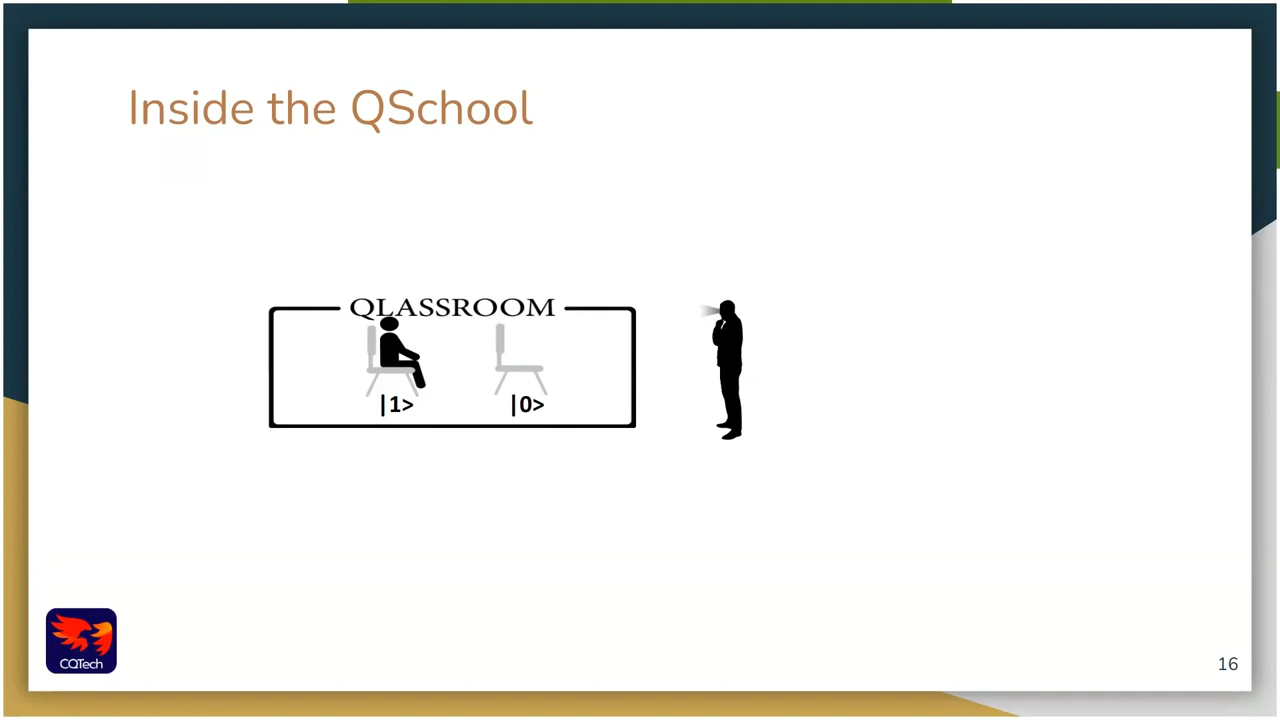 Inside the QSchool
QLASSROOM
|1> |0>
CQTech
16